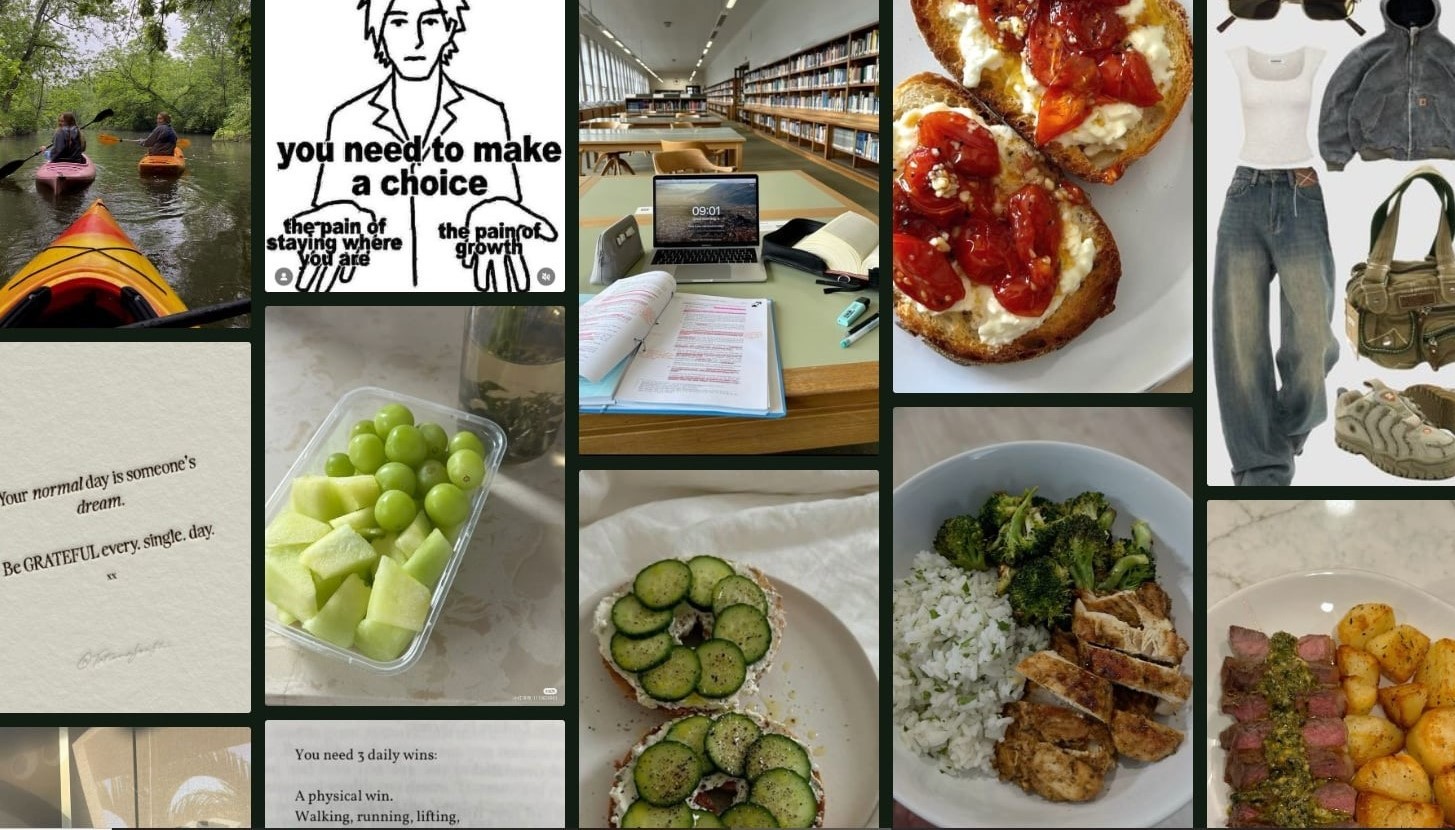 you need to make
a choice
the pain of
staying where
you are
the pain of
growth
09:01
Your normal day is someone's
dream.
Be GRATEFUL every. single. day.
xx
You need 3 daily wins:
A physical win.
Walking, running, lifting,